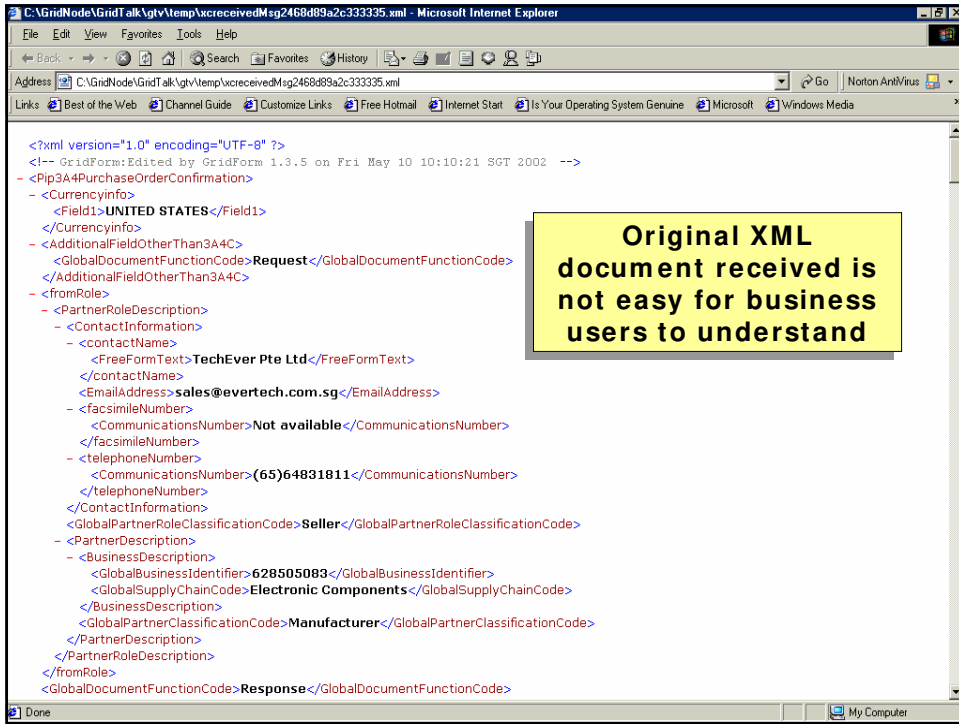 C:\GridNode\GridTalk\gtv\temp\xcreceivedMsg2468d89a2c333335.xml - Microsoft Internet Explorer
File Edit View Favorites Tools Help
Back Search Favorites History
Address C:\GridNode\GridTalk\gtv\temp\xcreceivedMsg2468d89a2c333335.xml Go Norton AntiVirus
Links Best of the Web Channel Guide Customize Links Free Hotmail Internet Start Is Your Operating System Genuine Microsoft Windows Media »
<?xml version="1.0" encoding="UTF-8" ?>
<!-- GridForm:Edited by GridForm 1.3.5 on Fri May 10 10:10:21 SGT 2002 -->
- <Pip3A4PurchaseOrderConfirmation>
- <Currencyinfo>
<Field1>UNITED STATES</Field1>
</Currencyinfo>
- <AdditionalFieldOtherThan3A4C>
<GlobalDocumentFunctionCode>Request</GlobalDocumentFunctionCode>
</AdditionalFieldOtherThan3A4C>
- <fromRole>
- <PartnerRoleDescription>
- <ContactInformation>
- <contactName>
<FreeFormText>TechEver Pte Ltd</FreeFormText>
</contactName>
<EmailAddress>sales@evertech.com.sg</EmailAddress>
- <facsimileNumber>
<CommunicationsNumber>Not available</CommunicationsNumber>
</facsimileNumber>
- <telephoneNumber>
<CommunicationsNumber>(65)64831811</CommunicationsNumber>
</telephoneNumber>
</ContactInformation>
<GlobalPartnerRoleClassificationCode>Seller</GlobalPartnerRoleClassificationCode>
- <PartnerDescription>
- <BusinessDescription>
<GlobalBusinessIdentifier>628505083</GlobalBusinessIdentifier>
<GlobalSupplyChainCode>Electronic Components</GlobalSupplyChainCode>
</BusinessDescription>
<GlobalPartnerClassificationCode>Manufacturer</GlobalPartnerClassificationCode>
</PartnerDescription>
</PartnerRoleDescription>
</fromRole>
<GlobalDocumentFunctionCode>Response</GlobalDocumentFunctionCode>
Original XML
document received is
not easy for business
users to understand
Done My Computer